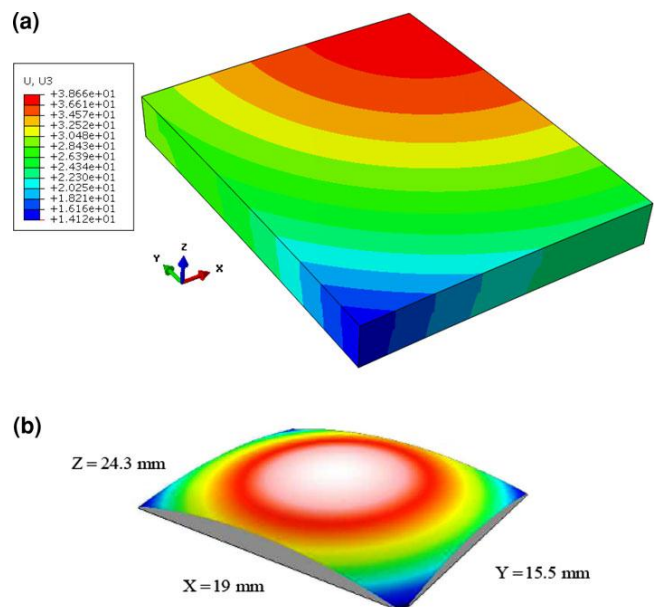 (a)
U, U3
+3.866e+01
+3.661e+01
+3.457e+01
+3.252e+01
+3.048e+01
+2.843e+01
+2.639e+01
+2.434e+01
+2.230e+01
+2.025e+01
+1.821e+01
+1.616e+01
+1.412e+01
Z
Y
X
(b)
Z = 24.3 mm
X = 19 mm
Y = 15.5 mm